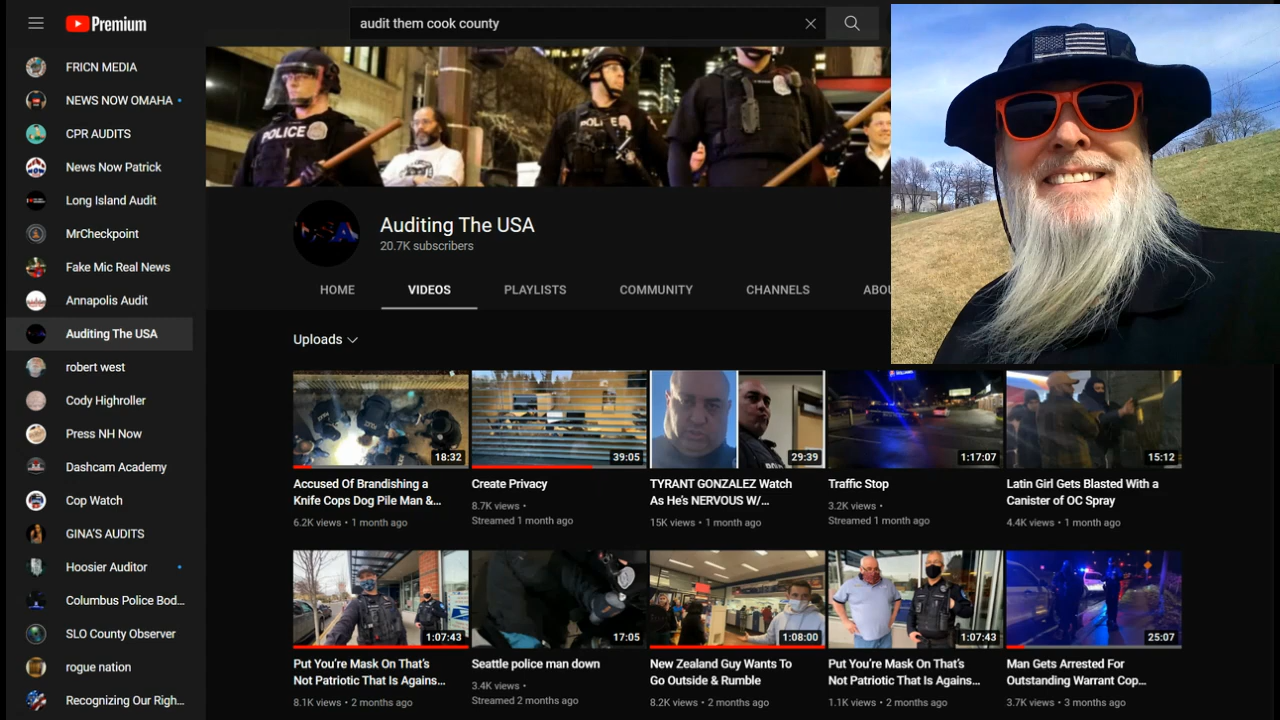 Premium
audit them cook county
FRICN MEDIA
NEWS NOW OMAHA
CPR AUDITS
News Now Patrick
Long Island Audit
MrCheckpoint
Fake Mic Real News
Annapolis Audit
Auditing The USA
robert west
Cody Highroller
Press NH Now
Dashcam Academy
Cop Watch
GINA'S AUDITS
Hoosier Auditor
Columbus Police Bod...
SLO County Observer
rogue nation
Recognizing Our Righ...
POLICE
POLICE
Auditing The USA
20.7K subscribers
HOME
VIDEOS
PLAYLISTS
COMMUNITY
CHANNELS
ABOU
Uploads
18:32
39:05
29:39
1:17:07
15:12
Accused Of Brandishing a
Knife Cops Dog Pile Man &...
6.2K views • 1 month ago
Create Privacy
8.7K views •
Streamed 1 month ago
TYRANT GONZALEZ Watch
As He's NERVOUS W/...
15K views • 1 month ago
Traffic Stop
3.2K views •
Streamed 1 month ago
Latin Girl Gets Blasted With a
Canister of OC Spray
4.4K views • 1 month ago
1:07:43
17:05
1:08:00
1:07:43
25:07
Put You're Mask On That's
Not Patriotic That Is Agains...
8.1K views • 2 months ago
Seattle police man down
3.4K views •
Streamed 2 months ago
New Zealand Guy Wants To
Go Outside & Rumble
8.2K views • 2 months ago
Put You're Mask On That's
Not Patriotic That Is Agains...
1.1K views • 2 months ago
Man Gets Arrested For
Outstanding Warrant Cop...
3.7K views • 3 months ago